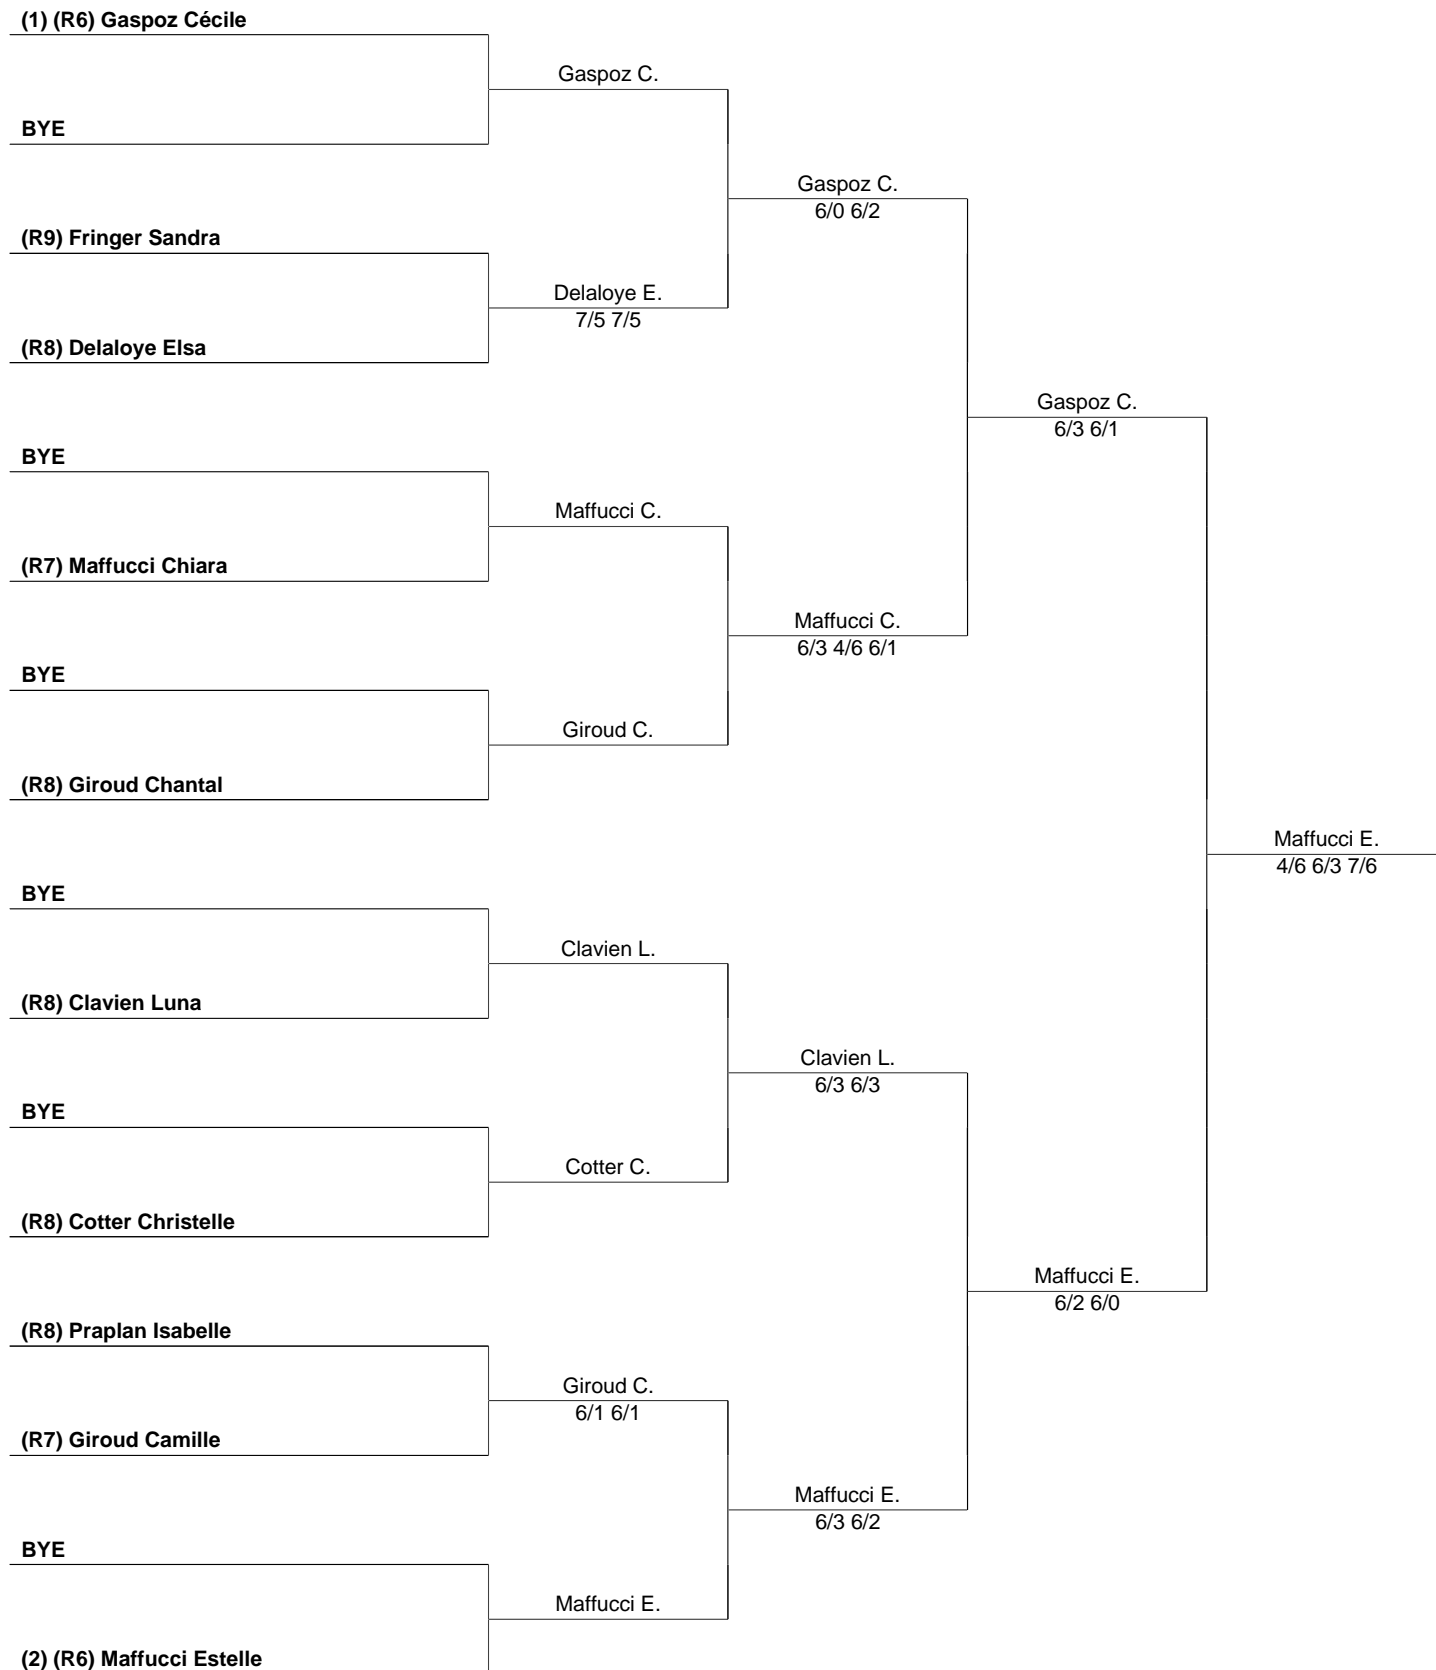 (1) (R6) Gaspoz Cécile
Gaspoz C.
BYE
Gaspoz C.
6/0 6/2
(R9) Fringer Sandra
Delaloye E.
7/5 7/5
(R8) Delaloye Elsa
Gaspoz C.
6/3 6/1
BYE
Maffucci C.
(R7) Maffucci Chiara
Maffucci C.
6/3 4/6 6/1
BYE
Giroud C.
(R8) Giroud Chantal
Maffucci E.
4/6 6/3 7/6
BYE
Clavien L.
(R8) Clavien Luna
Clavien L.
6/3 6/3
BYE
Cotter C.
(R8) Cotter Christelle
Maffucci E.
6/2 6/0
(R8) Praplan Isabelle
Giroud C.
6/1 6/1
(R7) Giroud Camille
Maffucci E.
6/3 6/2
BYE
Maffucci E.
(2) (R6) Maffucci Estelle